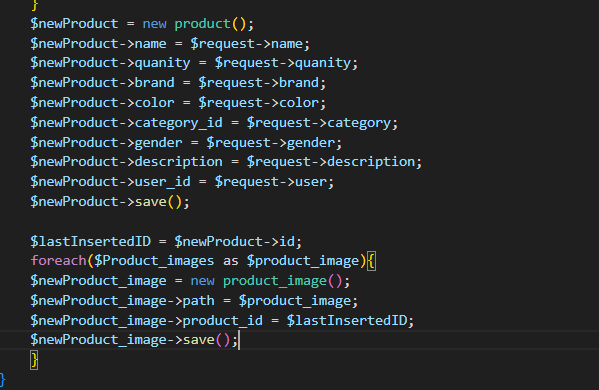 }
$newProduct = new product();
$newProduct->name = $request->name;
$newProduct->quanity = $request->quanity;
$newProduct->brand = $request->brand;
$newProduct->color = $request->color;
$newProduct->category_id = $request->category;
$newProduct->gender = $request->gender;
$newProduct->description = $request->description;
$newProduct->user_id = $request->user;
$newProduct->save();
$lastInsertedID = $newProduct->id;
foreach($Product_images as $product_image){
$newProduct_image = new product_image();
$newProduct_image->path = $product_image;
$newProduct_image->product_id = $lastInsertedID;
$newProduct_image->save();
}
}